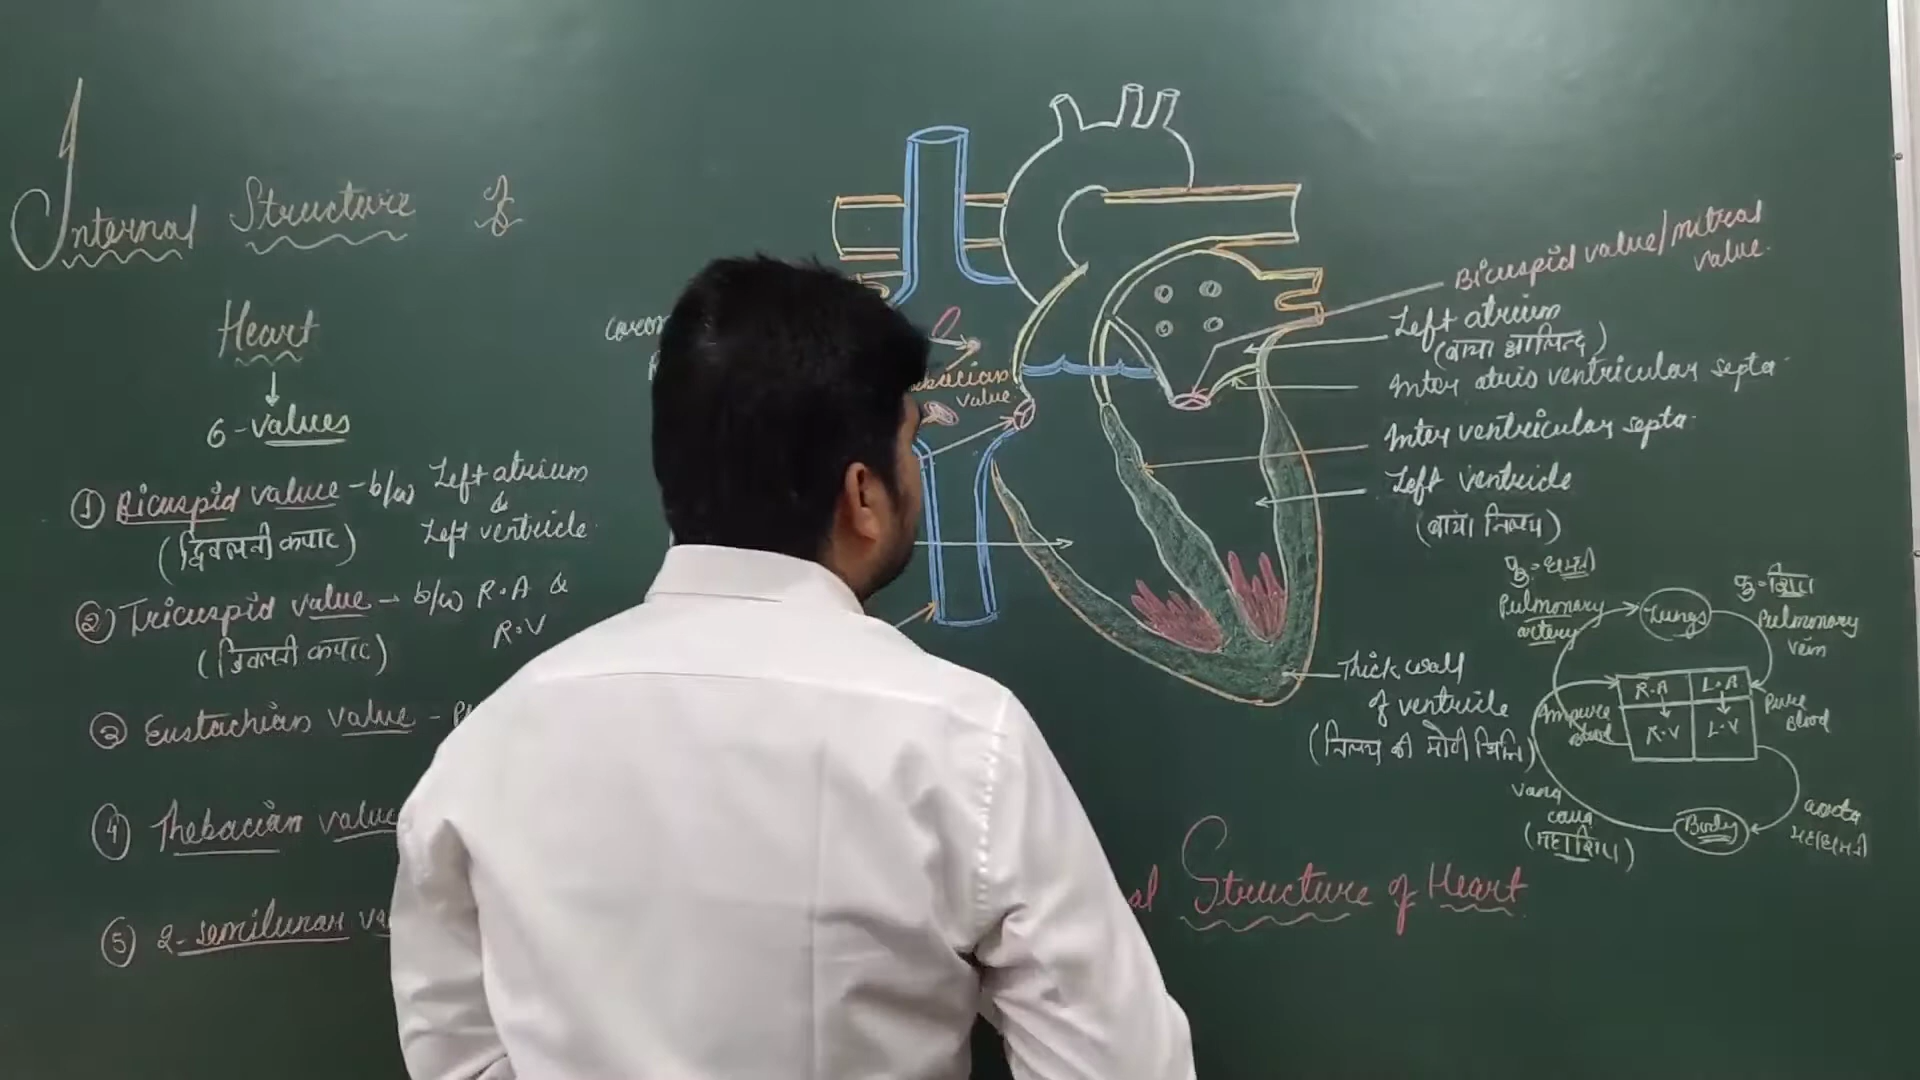 Internal Structure of
Heart
6-values
① Bicuspid value - b/w Left atrium
&
Left ventricle
(द्विवलनी कपाट)
② Tricuspid value - b/w R.A &
R.V
(त्रिवलनी कपाट)
③ Eustachian value -
④ Thebacian value
⑤ 2-semilunar
value
Bicuspid value/mitral
value.
Left atrium
(बायां आलिन्द)
Inter atrio ventricular septa
Inter ventricular septa
Left ventricle
(बायां निलय)
Thick wall
of ventricle
(निलय की मोटी भित्ति)
Pulmonary
artery
Lungs
Pulmonary
vein
R.A
L.A
R.V
L.V
Impure
blood
Pure
blood
Body
(महाशिरा)
aorta
महाधमनी
Structure of Heart